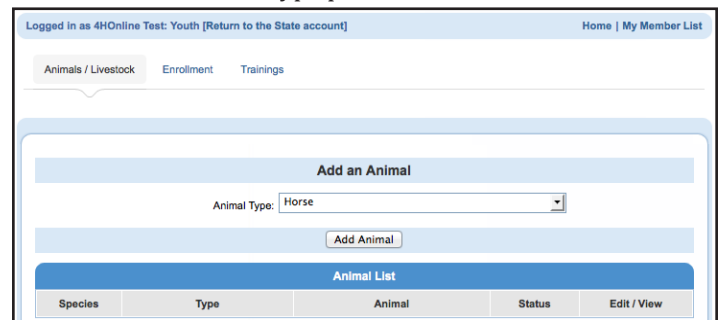 Logged in as 4HOnline Test: Youth [Return to the State account] Home | My Member List
Animals / Livestock Enrollment Trainings
Add an Animal
Animal Type: Horse
Add Animal
Animal List
Species Type Animal Status Edit / View